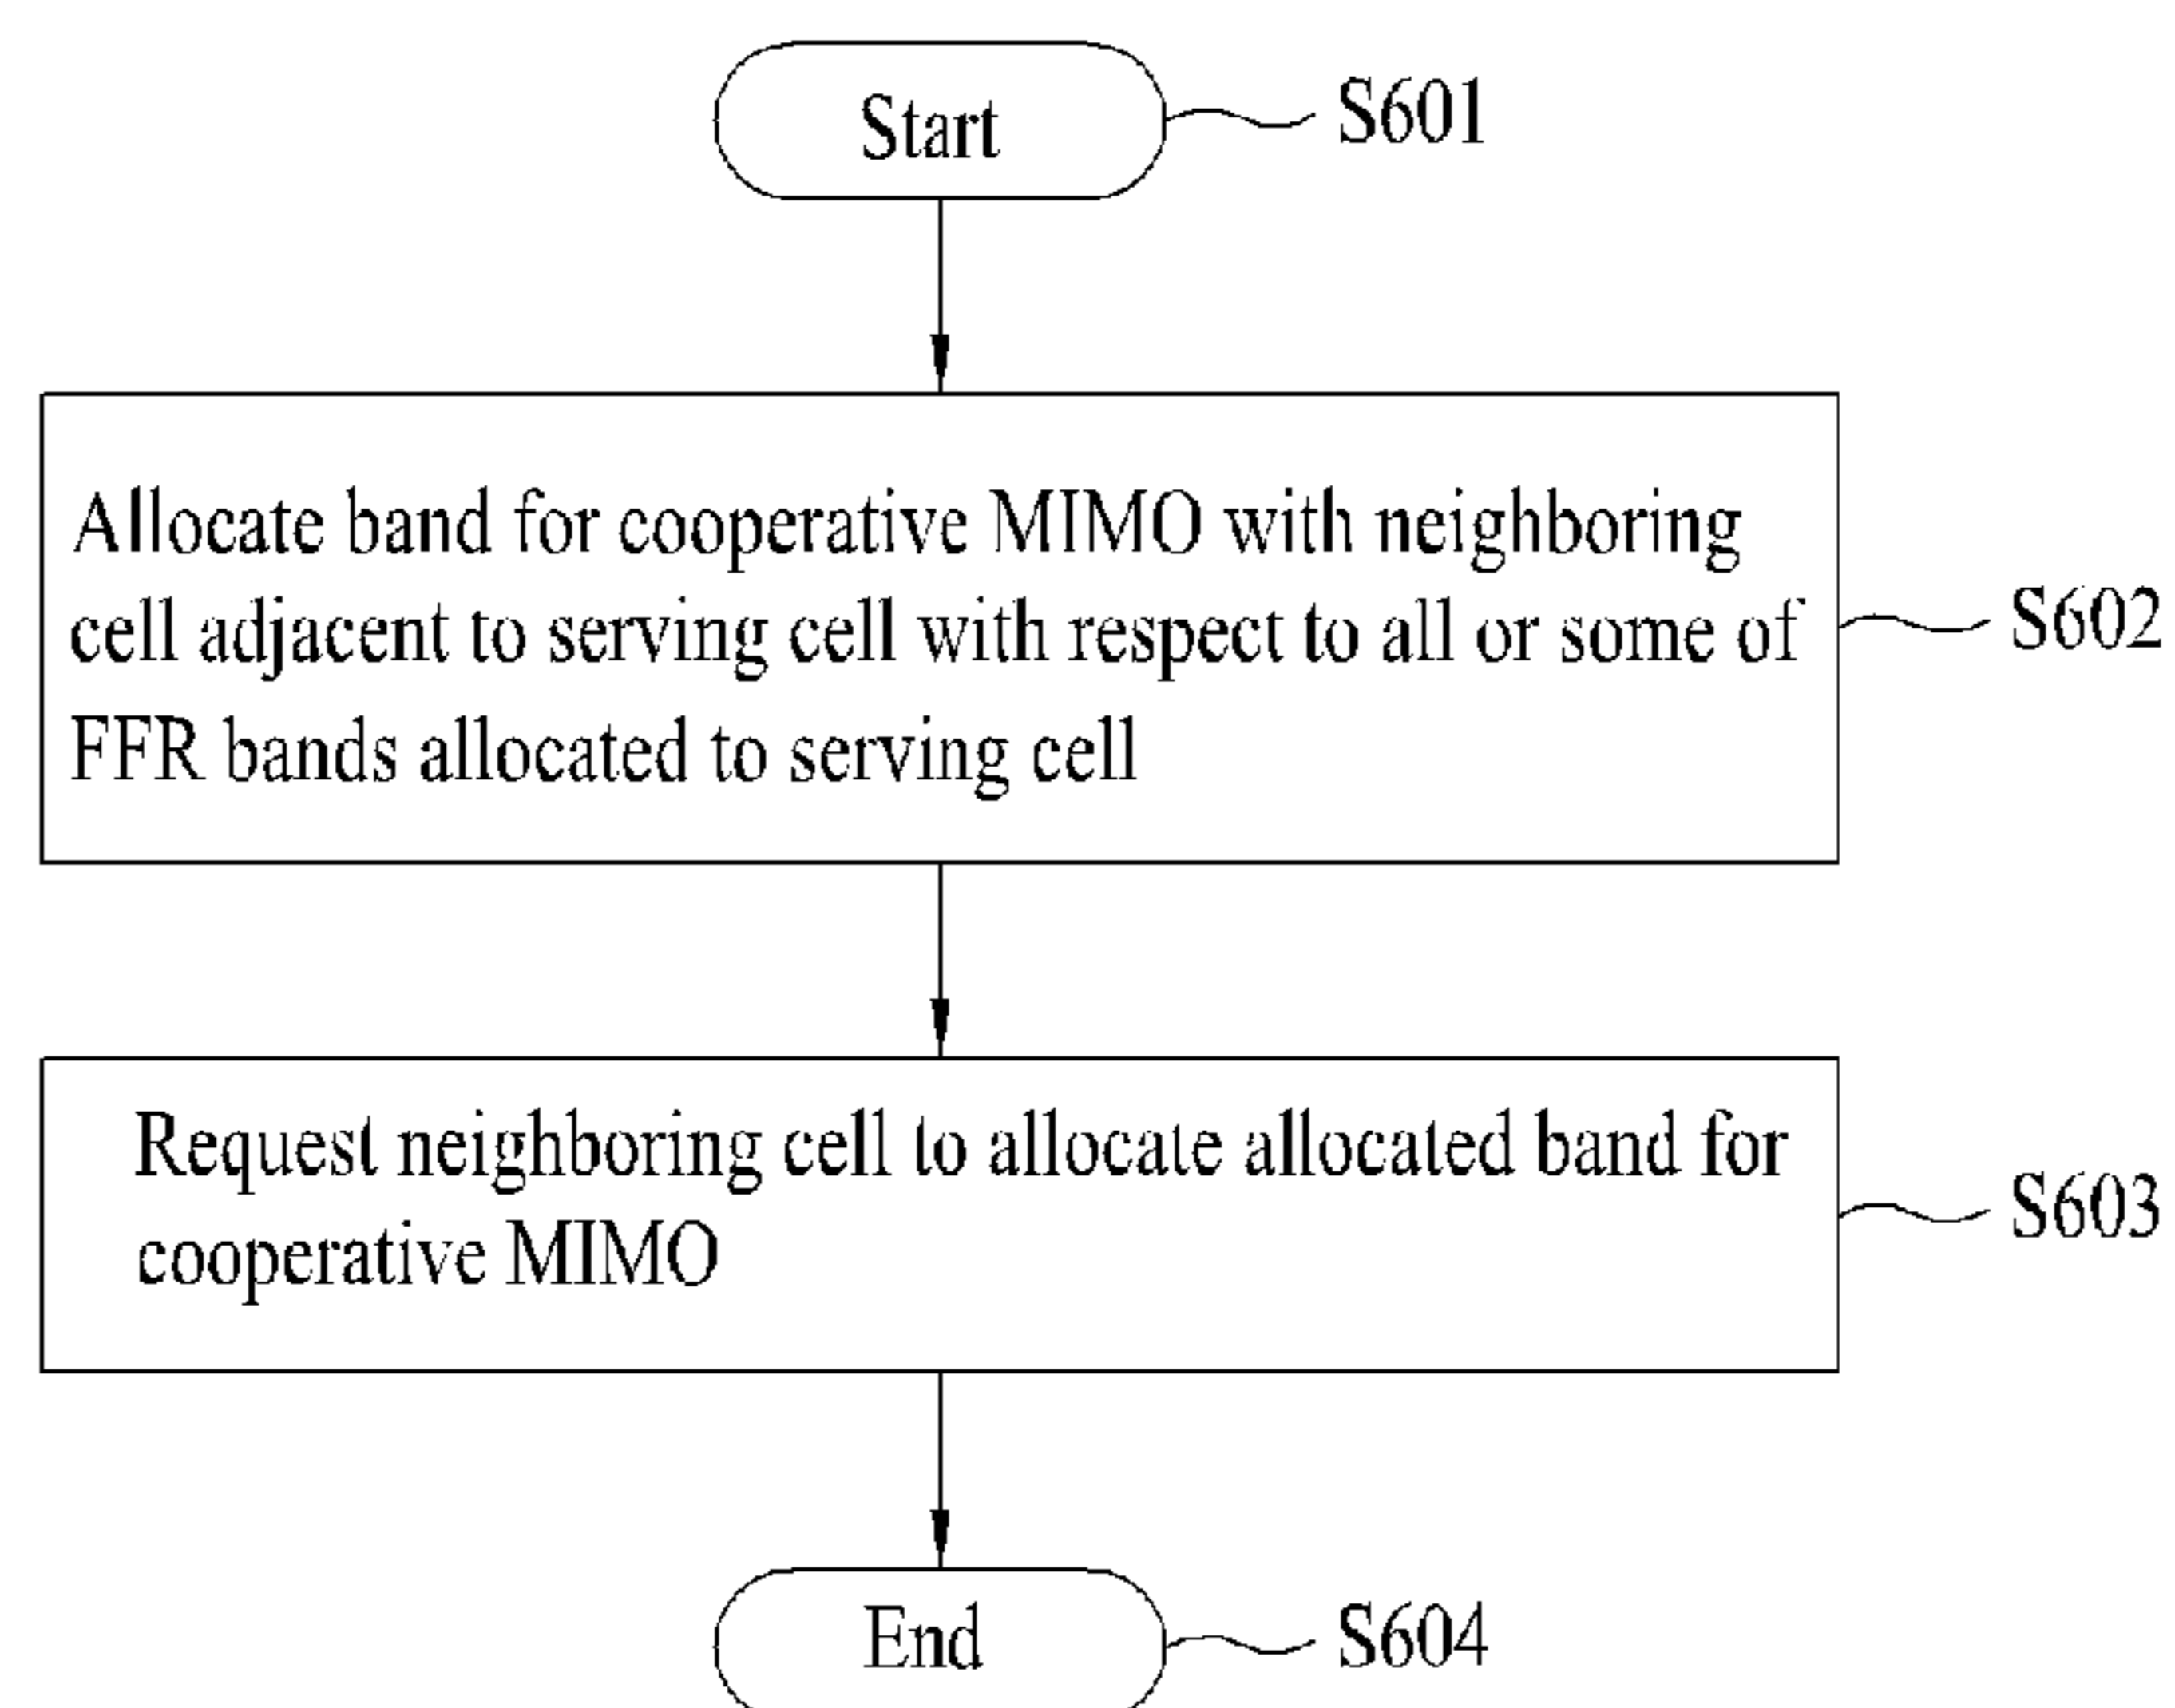 Start
S601
Allocate band for cooperative MIMO with neighboring
cell adjacent to serving cell with respect to all or some of
FFR bands allocated to serving cell
S602
Request neighboring cell to allocate allocated band for
cooperative MIMO
S603
End
S604